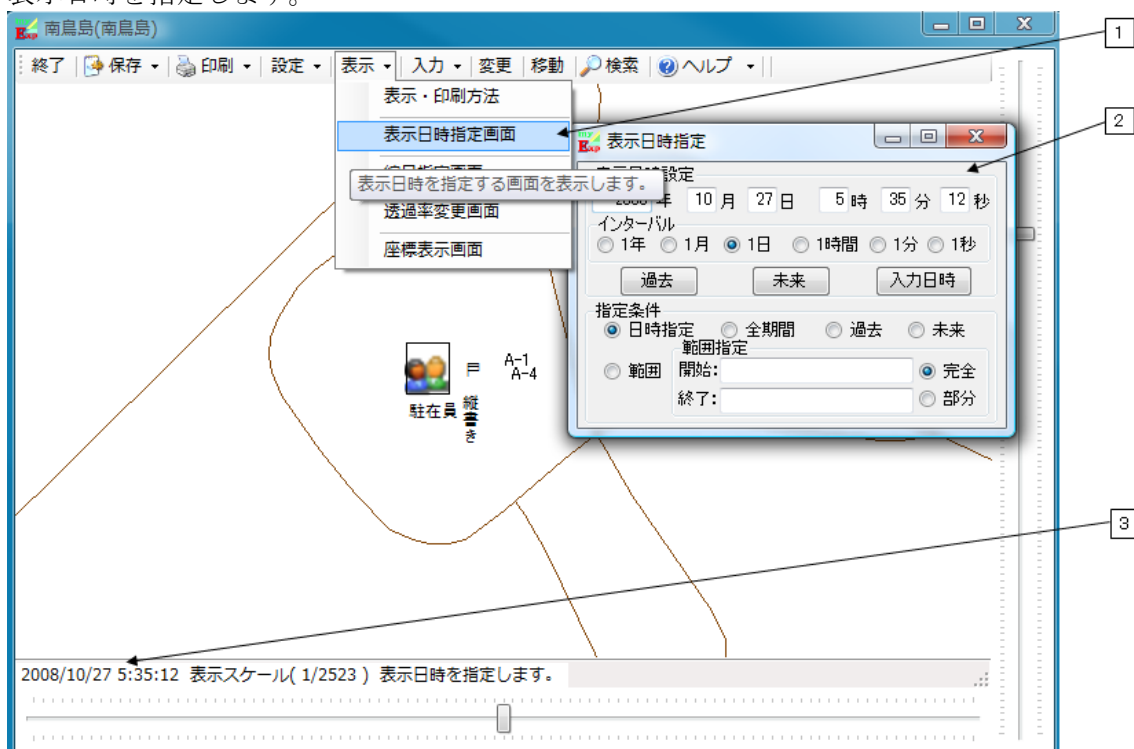 表示日時を指定します。
my Exp 南鳥島(南鳥島)
1
終了 保存 印刷 設定 表示 入力 変更 移動 検索 ヘルプ
表示・印刷方法
表示日時指定画面
表示日時を指定する画面を表示します。
透過率変更画面
座標表示画面
2
my Exp 表示日時指定
年 10 月 27 日 5 時 35 分 12 秒
インターバル
1年 1月 1日 1時間 1分 1秒
過去 未来 入力日時
指定条件
日時指定 全期間 過去 未来
範囲指定
範囲 開始: 完全
終了: 部分
戸 A-1
A-4
駐在員
縦書き
3
2008/10/27 5:35:12 表示スケール( 1/2523 ) 表示日時を指定します。